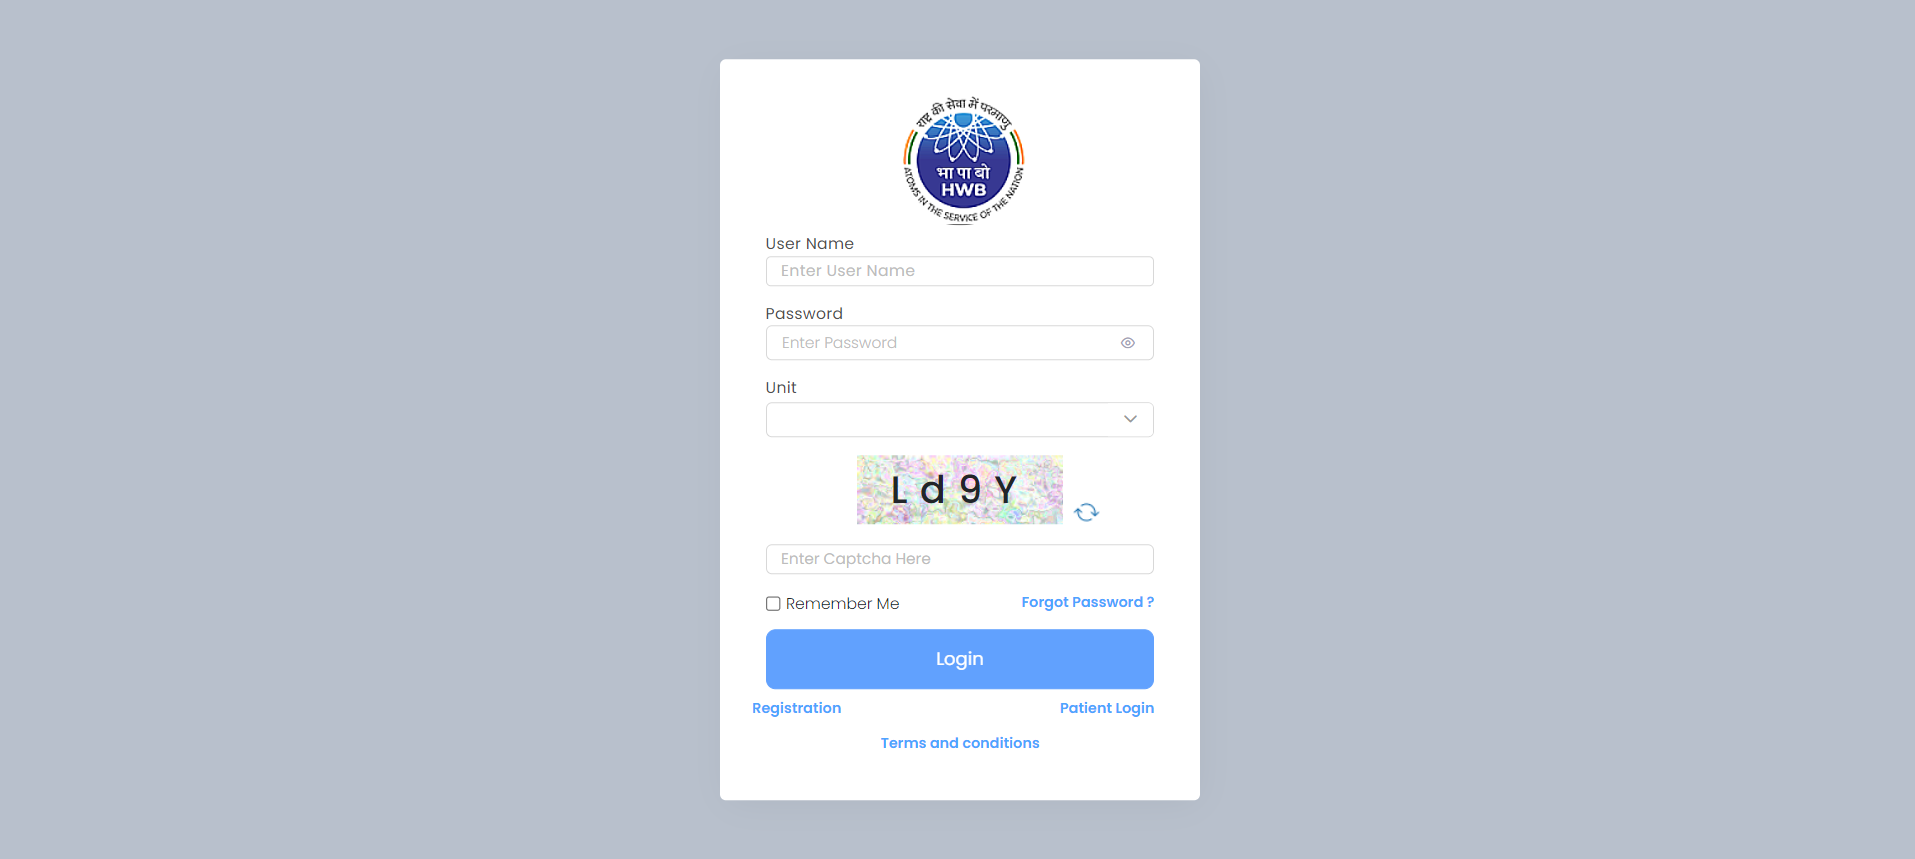 राष्ट्र की सेवा में परमाणु
भा पा बो
HWB
ATOMS IN THE SERVICE OF THE NATION
User Name
Enter User Name
Password
Enter Password
Unit
Ld9Y
Enter Captcha Here
Remember Me Forgot Password ?
Login
Registration Patient Login
Terms and conditions